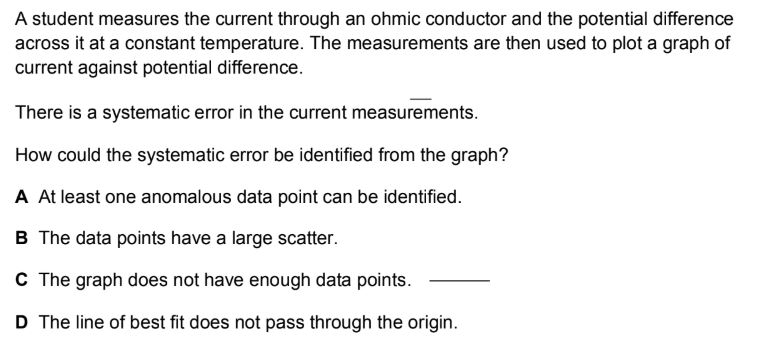 A student measures the current through an ohmic conductor and the potential difference
across it at a constant temperature. The measurements are then used to plot a graph of
current against potential difference.
There is a systematic error in the current measurements.
How could the systematic error be identified from the graph?
A At least one anomalous data point can be identified.
B The data points have a large scatter.
C The graph does not have enough data points.
D The line of best fit does not pass through the origin.